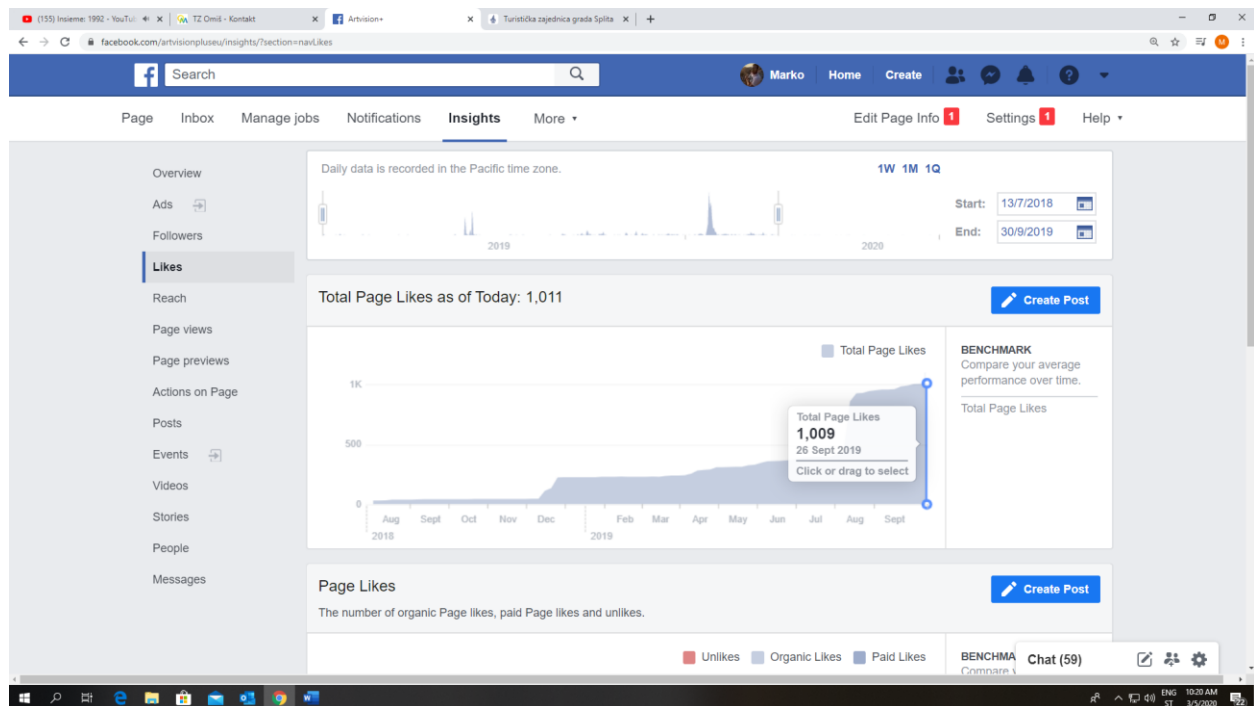 (155) Insieme: 1992 - YouTu
TZ Omiš - Kontakt
Artvision+
Turistička zajednica grada Splita
facebook.com/artvisionpluseu/insights/?section=navLikes
M
Search
Marko
Home
Create
Page
Inbox
Manage jobs
Notifications
Insights
More
Edit Page Info 1
Settings 1
Help
Overview
Ads
Followers
Likes
Reach
Page views
Page previews
Actions on Page
Posts
Events
Videos
Stories
People
Messages
Daily data is recorded in the Pacific time zone.
1W 1M 1Q
2019
2020
Start: 13/7/2018
End: 30/9/2019
Total Page Likes as of Today: 1,011
Create Post
Total Page Likes
1K
500
0
Total Page Likes
1,009
26 Sept 2019
Click or drag to select
Aug Sept Oct Nov Dec Feb Mar Apr May Jun Jul Aug Sept
2018 2019
BENCHMARK
Compare your average
performance over time.
Total Page Likes
Page Likes
Create Post
The number of organic Page likes, paid Page likes and unlikes.
Unlikes
Organic Likes
Paid Likes
BENCHMA
Chat (59)
ENG
ST
10:20 AM
3/5/2020